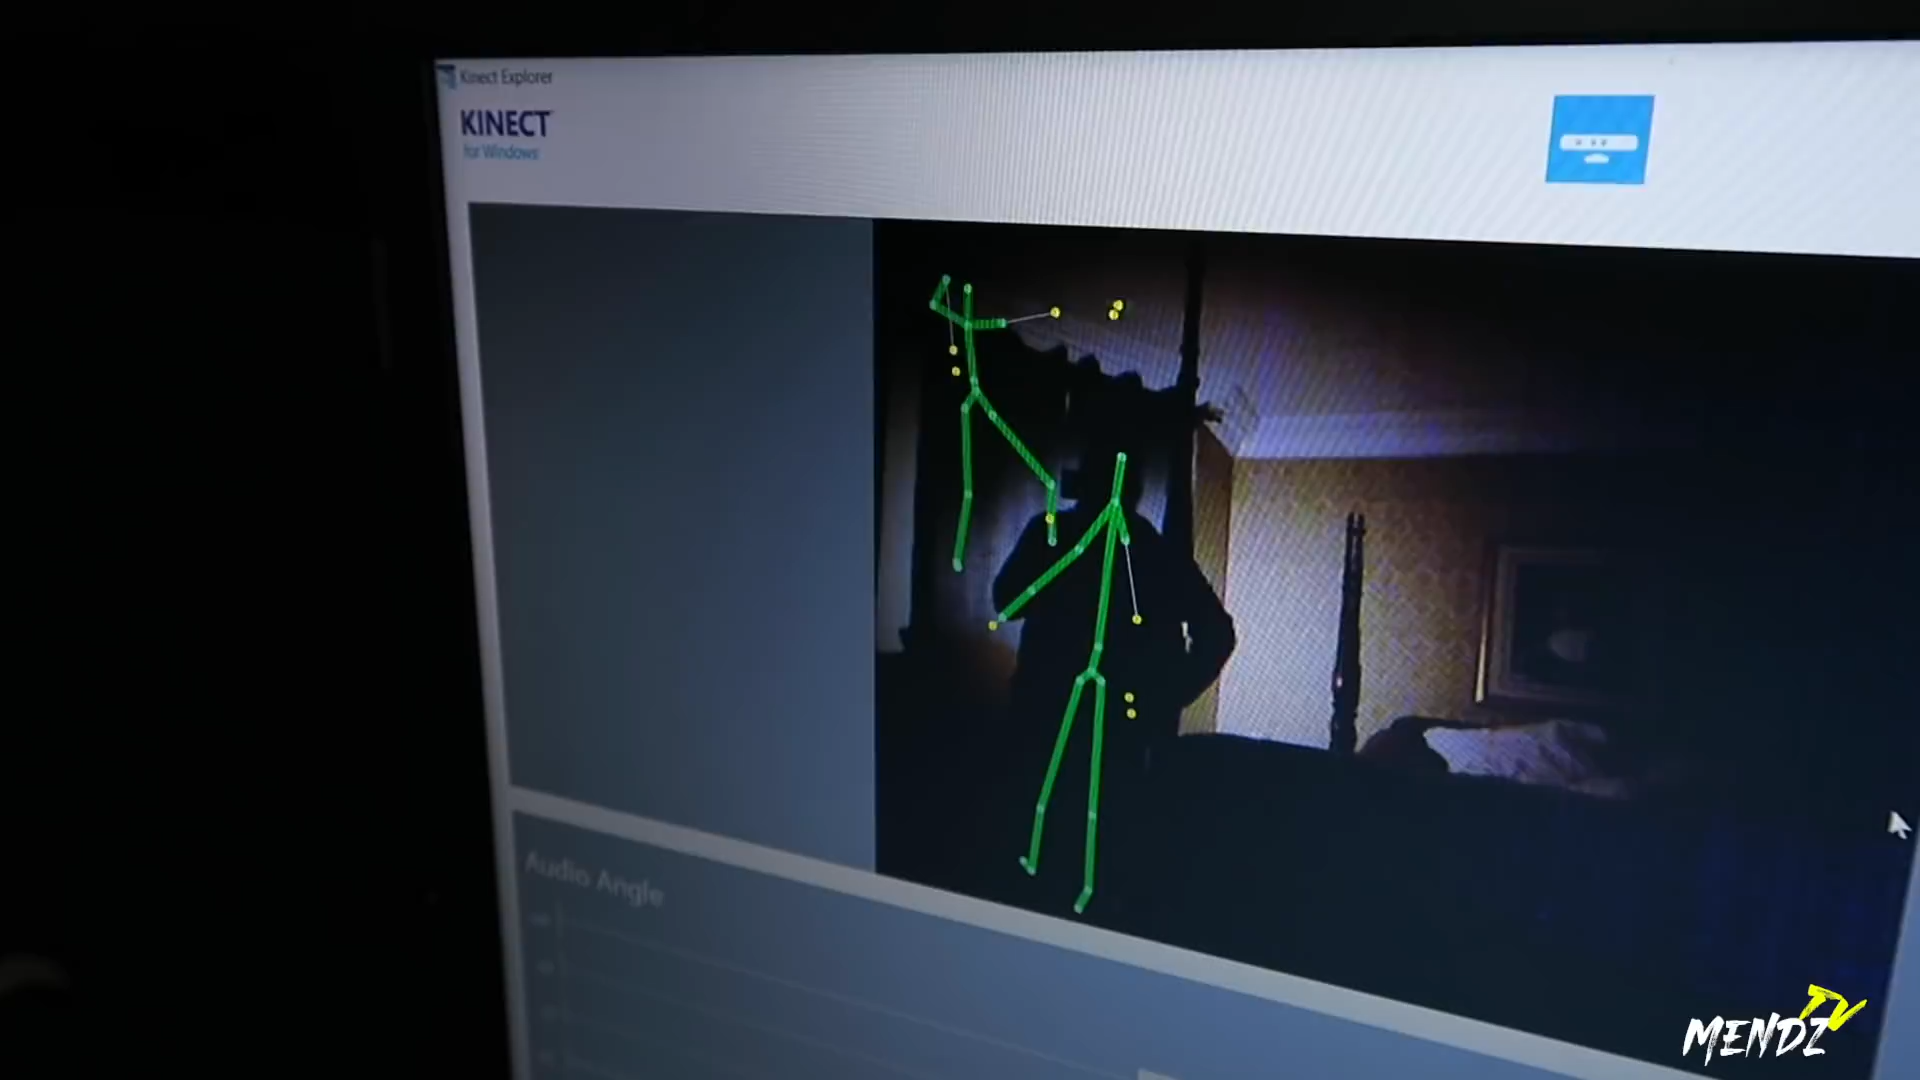 Kinect Explorer
KINECT
for Windows
Audio Angle
MENDZ TV